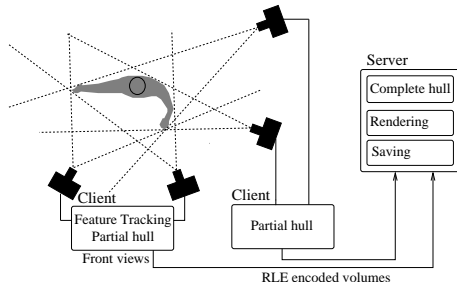 Server
Complete hull
Rendering
Saving
Client
Feature Tracking
Partial hull
Front views
Client
Partial hull
RLE encoded volumes